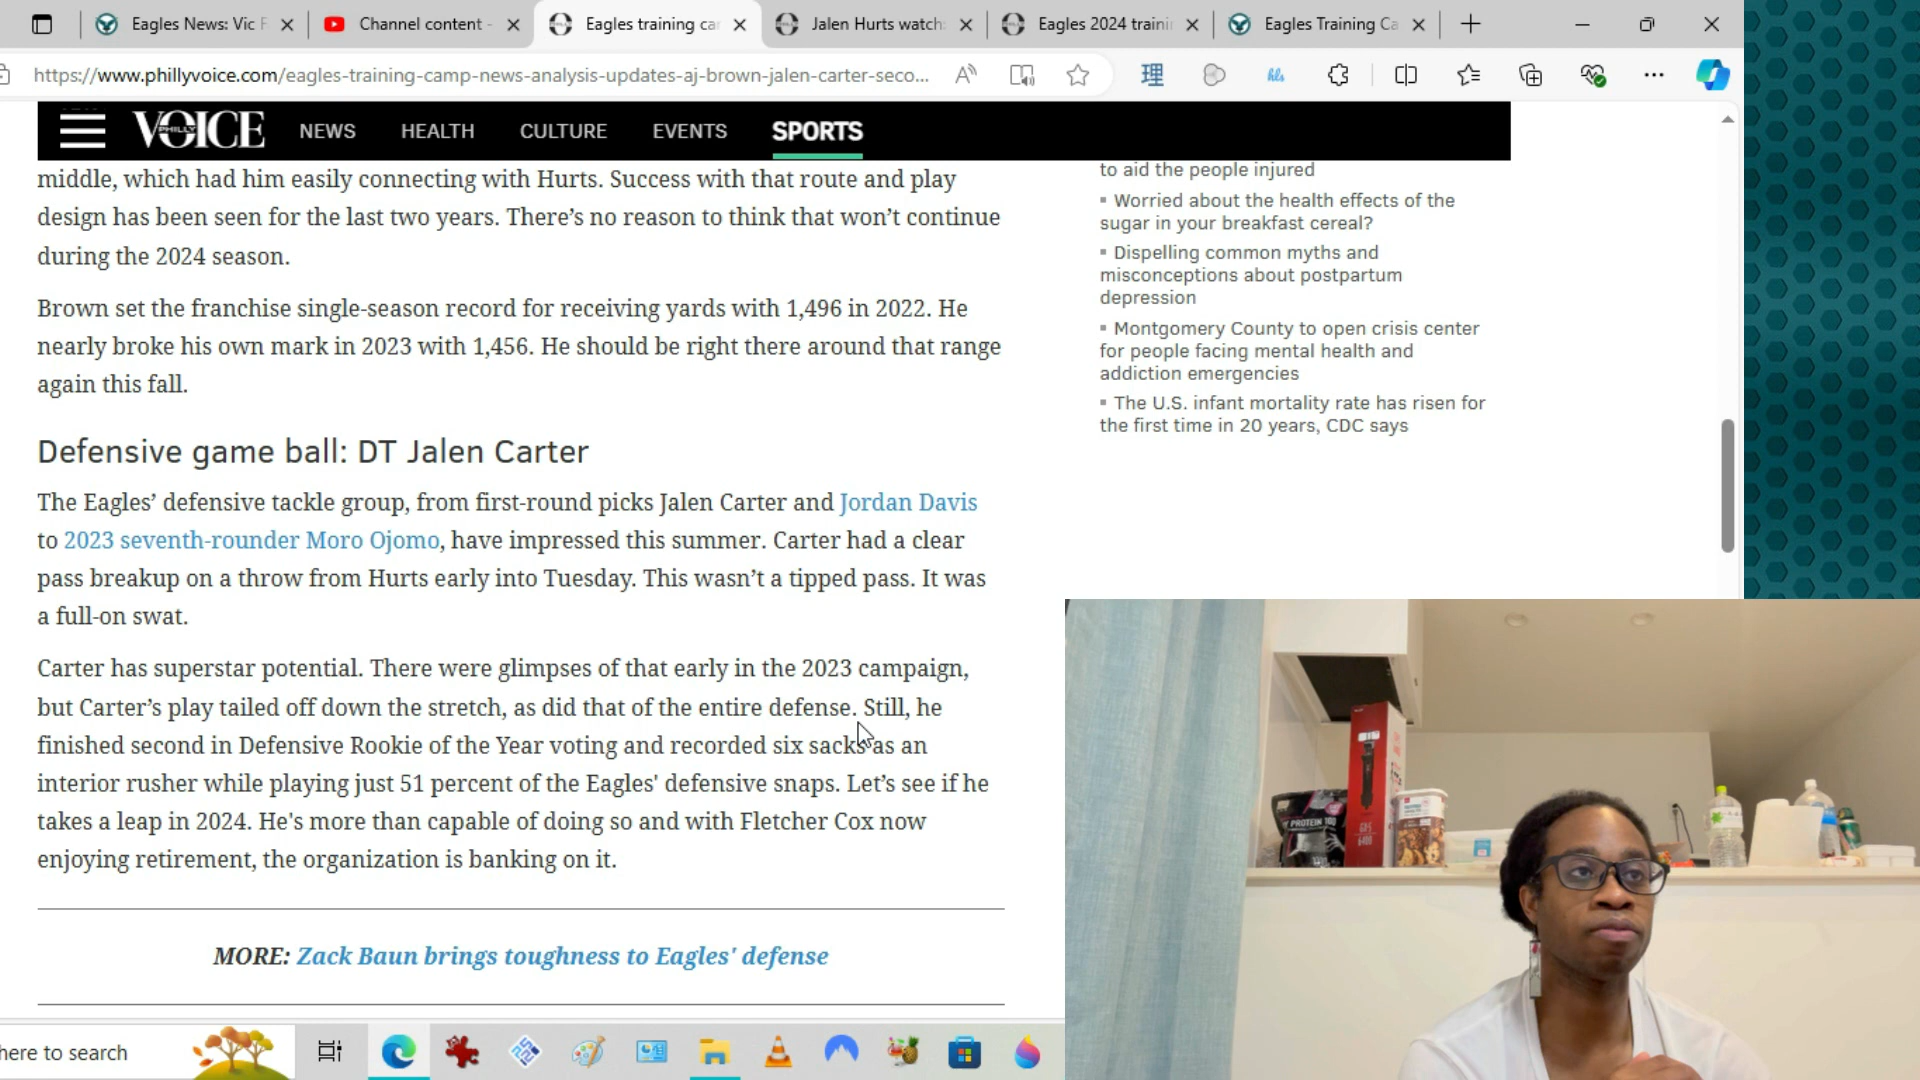 Eagles News: Vic F
Channel content -
Eagles training ca
Jalen Hurts watch:
Eagles 2024 traini
Eagles Training Ca
https://www.phillyvoice.com/eagles-training-camp-news-analysis-updates-aj-brown-jalen-carter-seco...
理
hls
PHILLY VOICE
NEWS
HEALTH
CULTURE
EVENTS
SPORTS
middle, which had him easily connecting with Hurts. Success with that route and play
design has been seen for the last two years. There's no reason to think that won't continue
during the 2024 season.
Brown set the franchise single-season record for receiving yards with 1,496 in 2022. He
nearly broke his own mark in 2023 with 1,456. He should be right there around that range
again this fall.
Defensive game ball: DT Jalen Carter
The Eagles' defensive tackle group, from first-round picks Jalen Carter and Jordan Davis
to 2023 seventh-rounder Moro Ojomo, have impressed this summer. Carter had a clear
pass breakup on a throw from Hurts early into Tuesday. This wasn't a tipped pass. It was
a full-on swat.
Carter has superstar potential. There were glimpses of that early in the 2023 campaign,
but Carter's play tailed off down the stretch, as did that of the entire defense. Still, he
finished second in Defensive Rookie of the Year voting and recorded six sacks as an
interior rusher while playing just 51 percent of the Eagles' defensive snaps. Let's see if he
takes a leap in 2024. He's more than capable of doing so and with Fletcher Cox now
enjoying retirement, the organization is banking on it.
MORE: Zack Baun brings toughness to Eagles' defense
to aid the people injured
Worried about the health effects of the
sugar in your breakfast cereal?
Dispelling common myths and
misconceptions about postpartum
depression
Montgomery County to open crisis center
for people facing mental health and
addiction emergencies
The U.S. infant mortality rate has risen for
the first time in 20 years, CDC says
PROTEIN 100
here to search